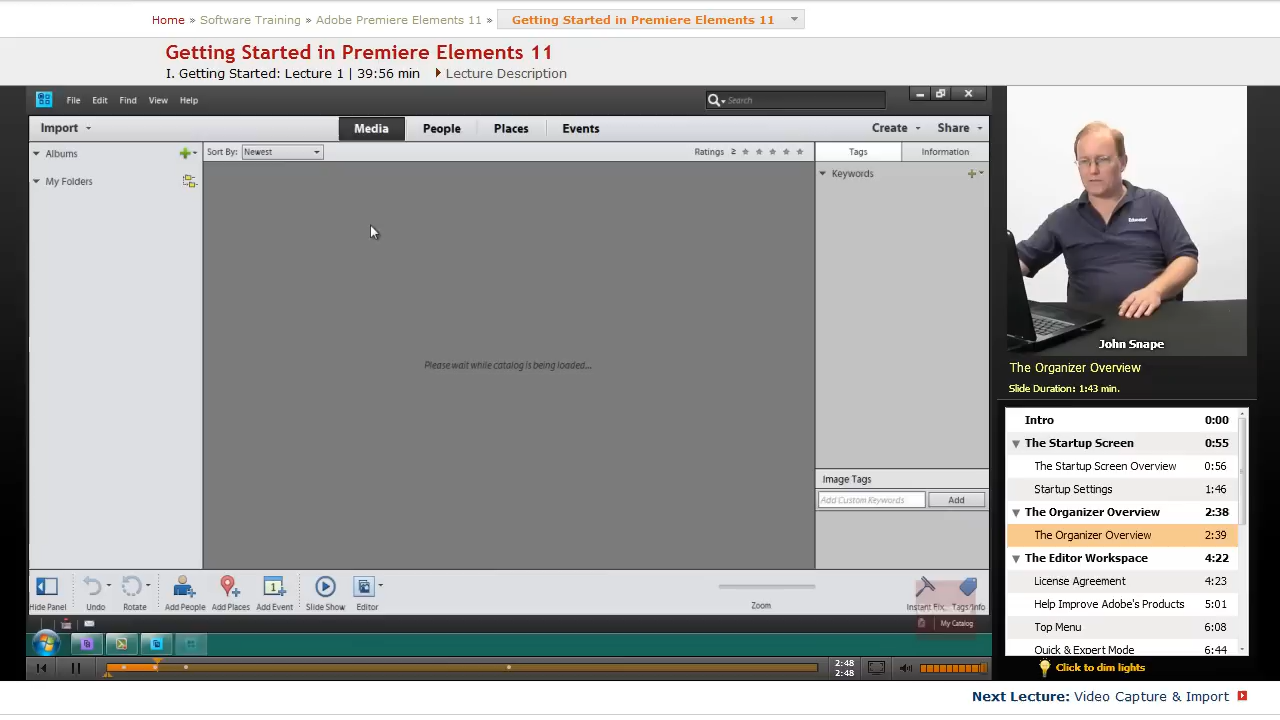 Home » Software Training » Adobe Premiere Elements 11 » Getting Started in Premiere Elements 11
Getting Started in Premiere Elements 11
I. Getting Started: Lecture 1 | 39:56 min Lecture Description
File Edit Find View Help Search
Import Media People Places Events Create Share
Albums Sort By: Newest Ratings ≥ Tags Information
My Folders Keywords
Please wait while catalog is being loaded...
Image Tags
Add Custom Keywords Add
Hide Panel Undo Rotate Add People Add Places Add Event Slide Show Editor Zoom Instant Fix Tags/Info
My Catalog
Educator
John Snape
The Organizer Overview
Slide Duration: 1:43 min.
Intro 0:00
The Startup Screen 0:55
The Startup Screen Overview 0:56
Startup Settings 1:46
The Organizer Overview 2:38
The Organizer Overview 2:39
The Editor Workspace 4:22
License Agreement 4:23
Help Improve Adobe's Products 5:01
Top Menu 6:08
Quick & Expert Mode 6:44
2:48
2:48
Click to dim lights
Next Lecture: Video Capture & Import